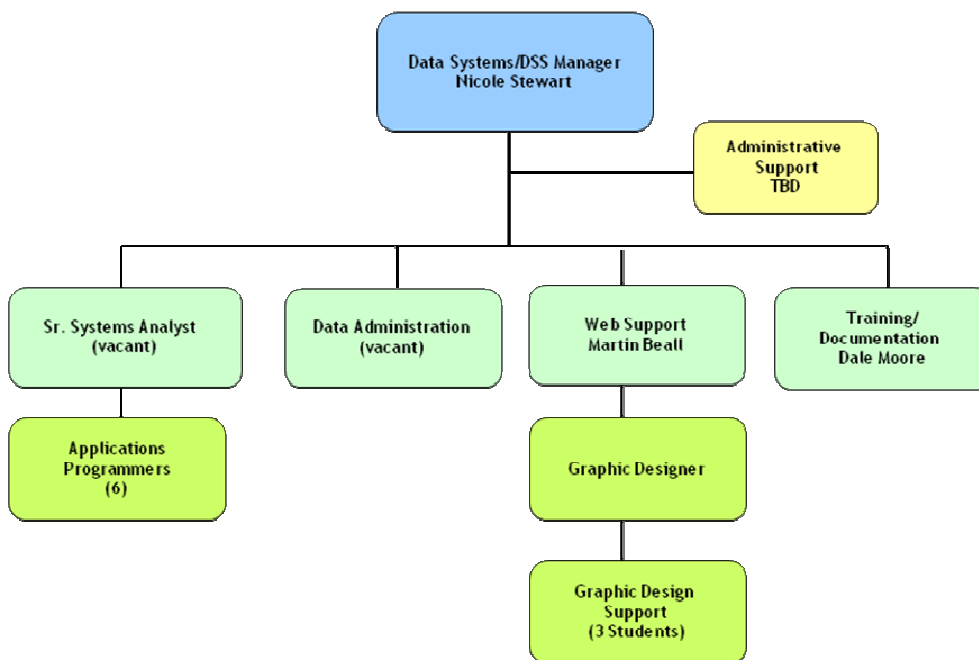 Data Systems/DSS Manager
Nicole Stewart
Administrative
Support
TBD
Sr. Systems Analyst
(vacant)
Data Administration
(vacant)
Web Support
Martin Beall
Training/
Documentation
Dale Moore
Applications
Programmers
(6)
Graphic Designer
Graphic Design
Support
(3 Students)